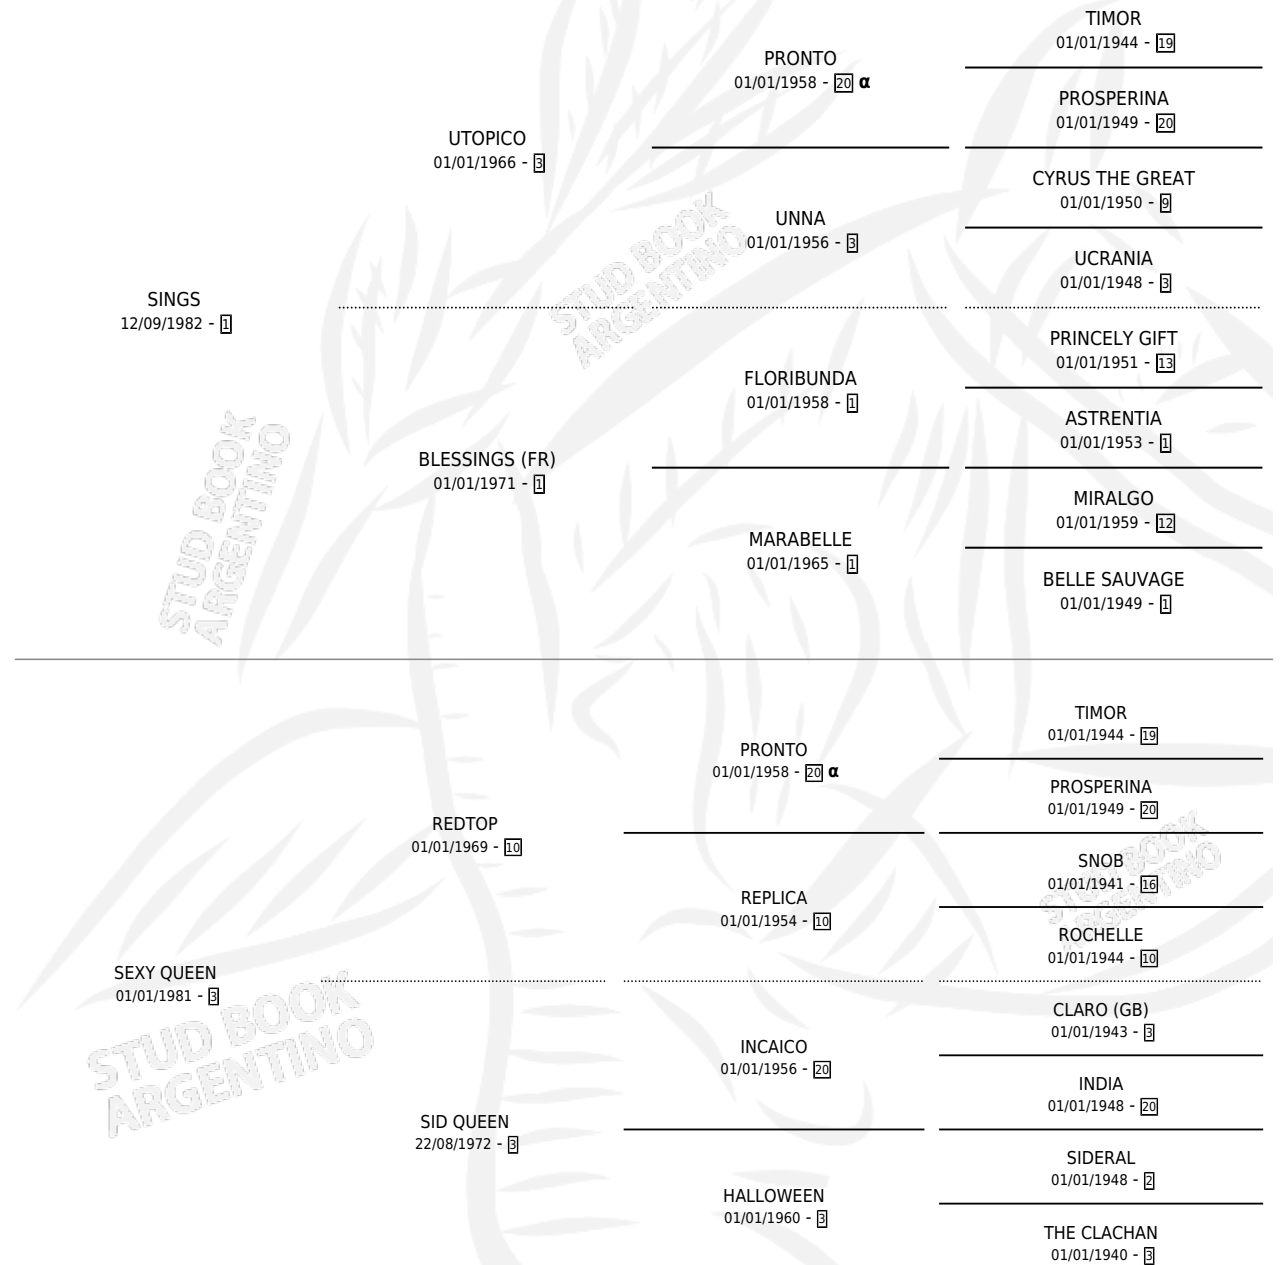 TIMOR
01/01/1944 - 19
PRONTO
01/01/1958 - 20 α
PROSPERINA
01/01/1949 - 20
UTOPICO
01/01/1966 - 3
CYRUS THE GREAT
01/01/1950 - 9
UNNA
01/01/1956 - 3
UCRANIA
01/01/1948 - 3
SINGS
12/09/1982 - 1
PRINCELY GIFT
01/01/1951 - 13
FLORIBUNDA
01/01/1958 - 1
ASTRENTIA
01/01/1953 - 1
BLESSINGS (FR)
01/01/1971 - 1
MIRALGO
01/01/1959 - 12
MARABELLE
01/01/1965 - 1
BELLE SAUVAGE
01/01/1949 - 1
TIMOR
01/01/1944 - 19
PRONTO
01/01/1958 - 20 α
PROSPERINA
01/01/1949 - 20
REDTOP
01/01/1969 - 10
SNOB
01/01/1941 - 16
REPLICA
01/01/1954 - 10
ROCHELLE
01/01/1944 - 10
SEXY QUEEN
01/01/1981 - 3
CLARO (GB)
01/01/1943 - 3
INCAICO
01/01/1956 - 20
INDIA
01/01/1948 - 20
SID QUEEN
22/08/1972 - 3
SIDERAL
01/01/1948 - 2
HALLOWEEN
01/01/1960 - 3
THE CLACHAN
01/01/1940 - 3
STUD BOOK
ARGENTINO
STUD BOOK
ARGENTINO
STUD BOOK
ARGENTINO
STUD BOOK
ARGENTINO